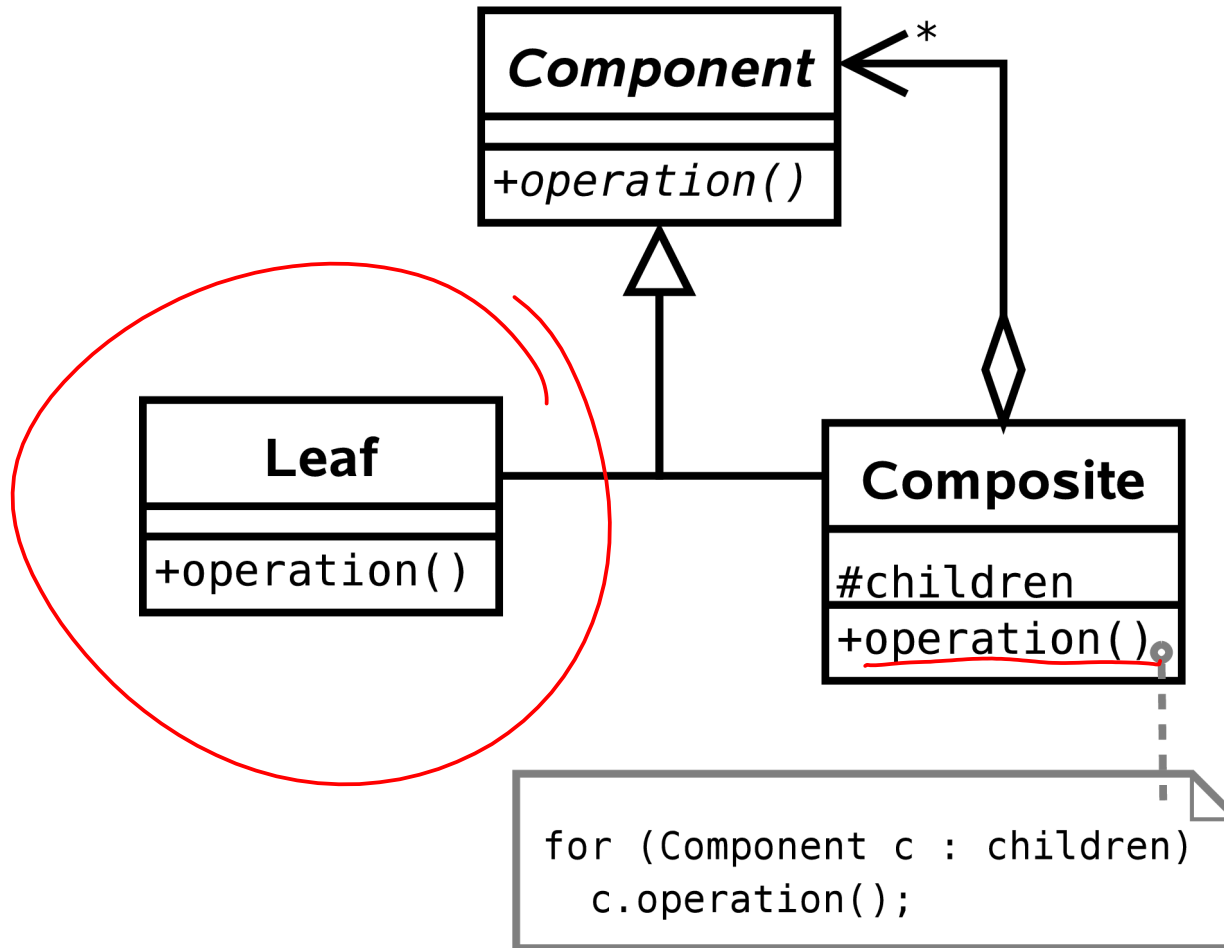 Component
*
+operation()
Leaf
+operation()
Composite
#children
+operation()
for (Component c : children)
  c.operation();